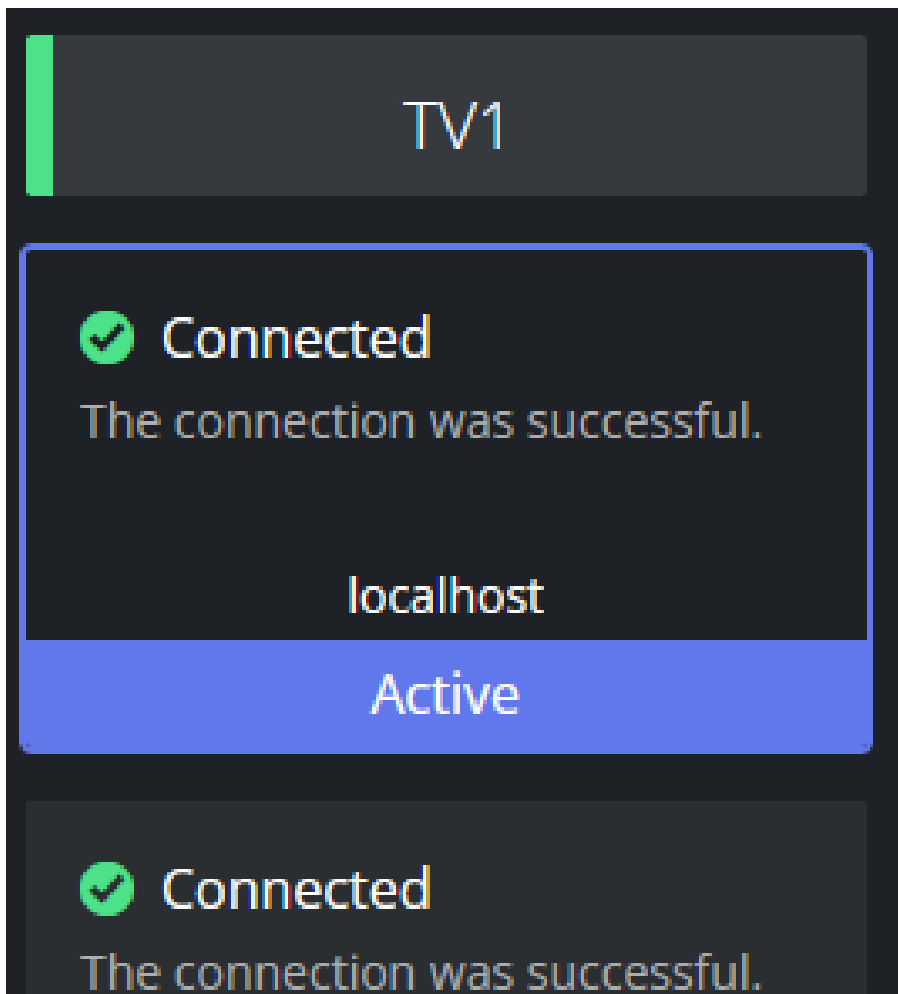 TV1
Connected
The connection was successful.
localhost
Active
Connected
The connection was successful.